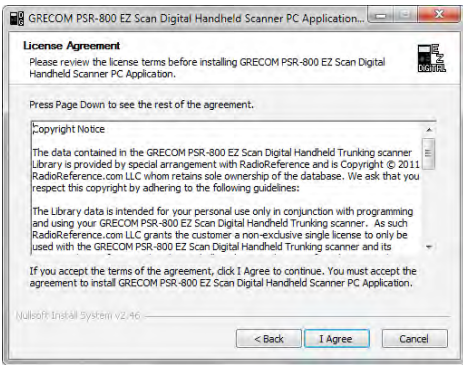 GRECOM PSR-800 EZ Scan Digital Handheld Scanner PC Application...
License Agreement
Please review the license terms before installing GRECOM PSR-800 EZ Scan Digital
Handheld Scanner PC Application.
EZ
DIGITAL
Press Page Down to see the rest of the agreement.
Copyright Notice
The data contained in the GRECOM PSR-800 EZ Scan Digital Handheld Trunking scanner
Library is provided by special arrangement with RadioReference and is Copyright © 2011
RadioReference.com LLC whom retains sole ownership of the database. We ask that you
respect this copyright by adhering to the following guidelines:
The Library data is intended for your personal use only in conjunction with programming
and using your GRECOM PSR-800 EZ Scan Digital Handheld Trunking scanner. As such
RadioReference.com LLC grants the customer a non-exclusive single license to only be
used with the GRECOM PSR-800 EZ Scan Digital Handheld Trunking scanner and its
If you accept the terms of the agreement, click I Agree to continue. You must accept the
agreement to install GRECOM PSR-800 EZ Scan Digital Handheld Scanner PC Application.
Nullsoft Install System v2.46
< Back
I Agree
Cancel